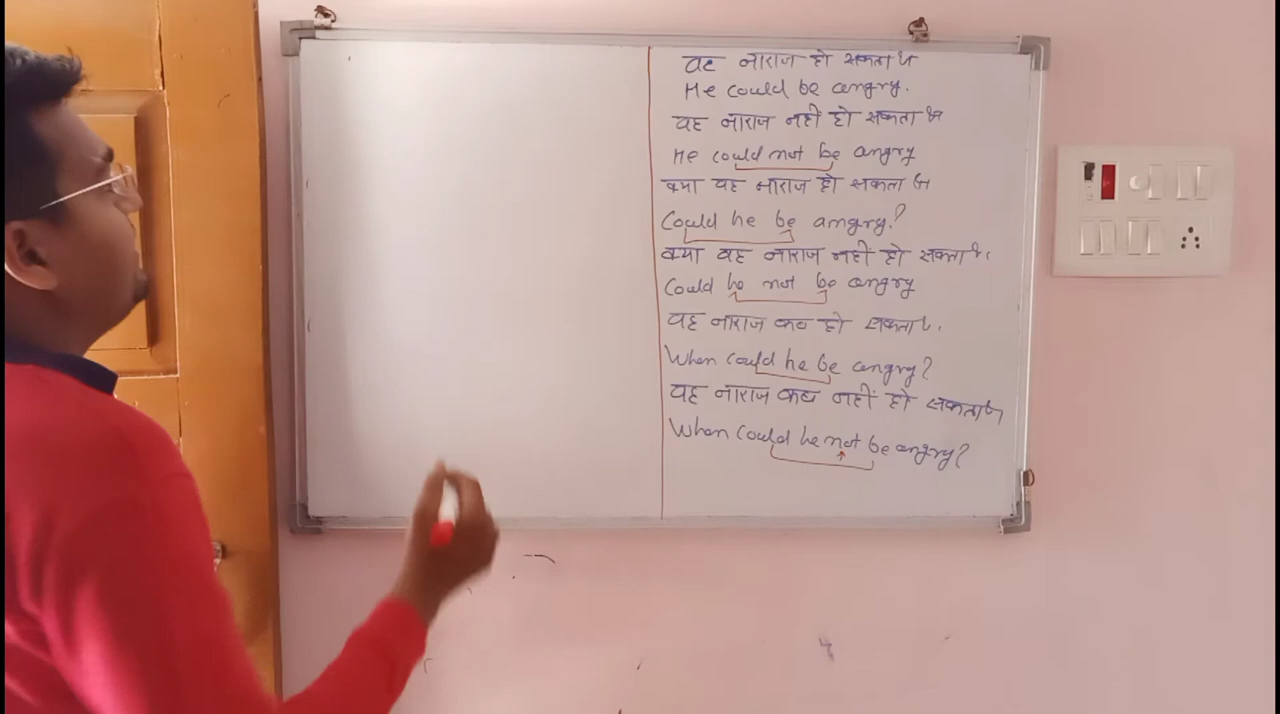 वह नाराज हो सकता था
He could be angry.
वह नाराज नहीं हो सकता था
He could not be angry
क्या वह नाराज हो सकता था
Could he be angry?
क्या वह नाराज नहीं हो सकता था.
Could he not be angry
वह नाराज कब हो सकता था.
When could he be angry?
वह नाराज कब नहीं हो सकता था
When could he not be angry?